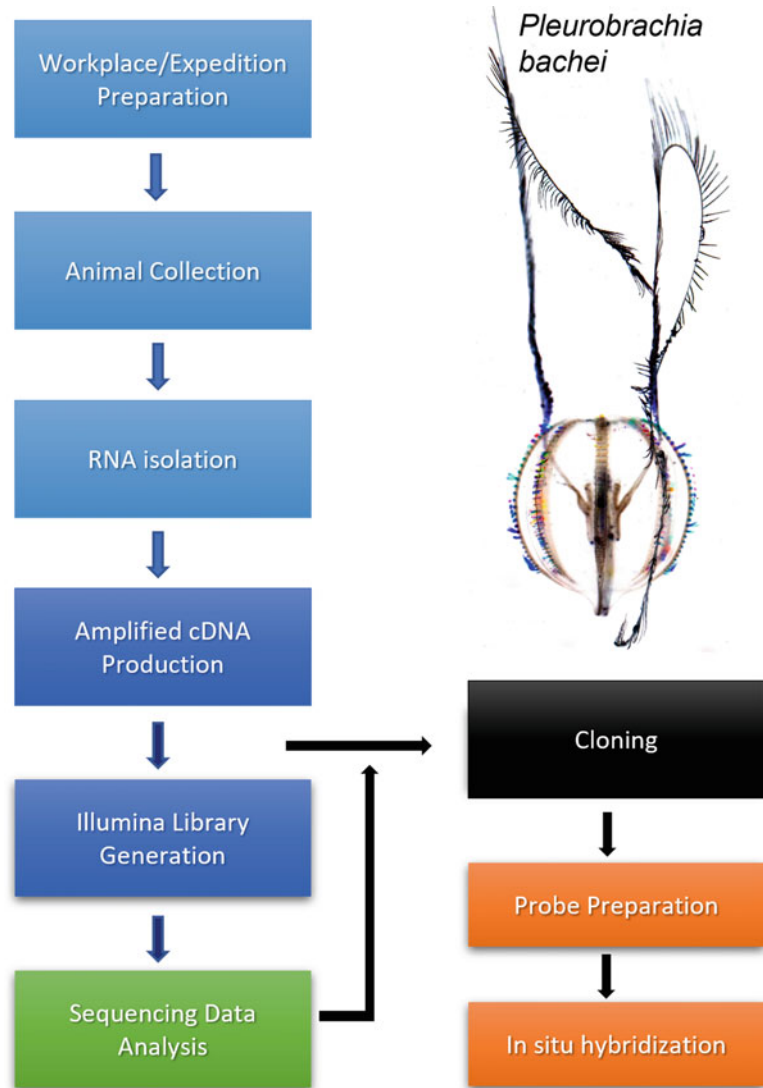 Pleurobrachia
bachei
Workplace/Expedition
Preparation
Animal Collection
RNA isolation
Amplified cDNA
Production
Illumina Library
Generation
Sequencing Data
Analysis
Cloning
Probe Preparation
In situ hybridization